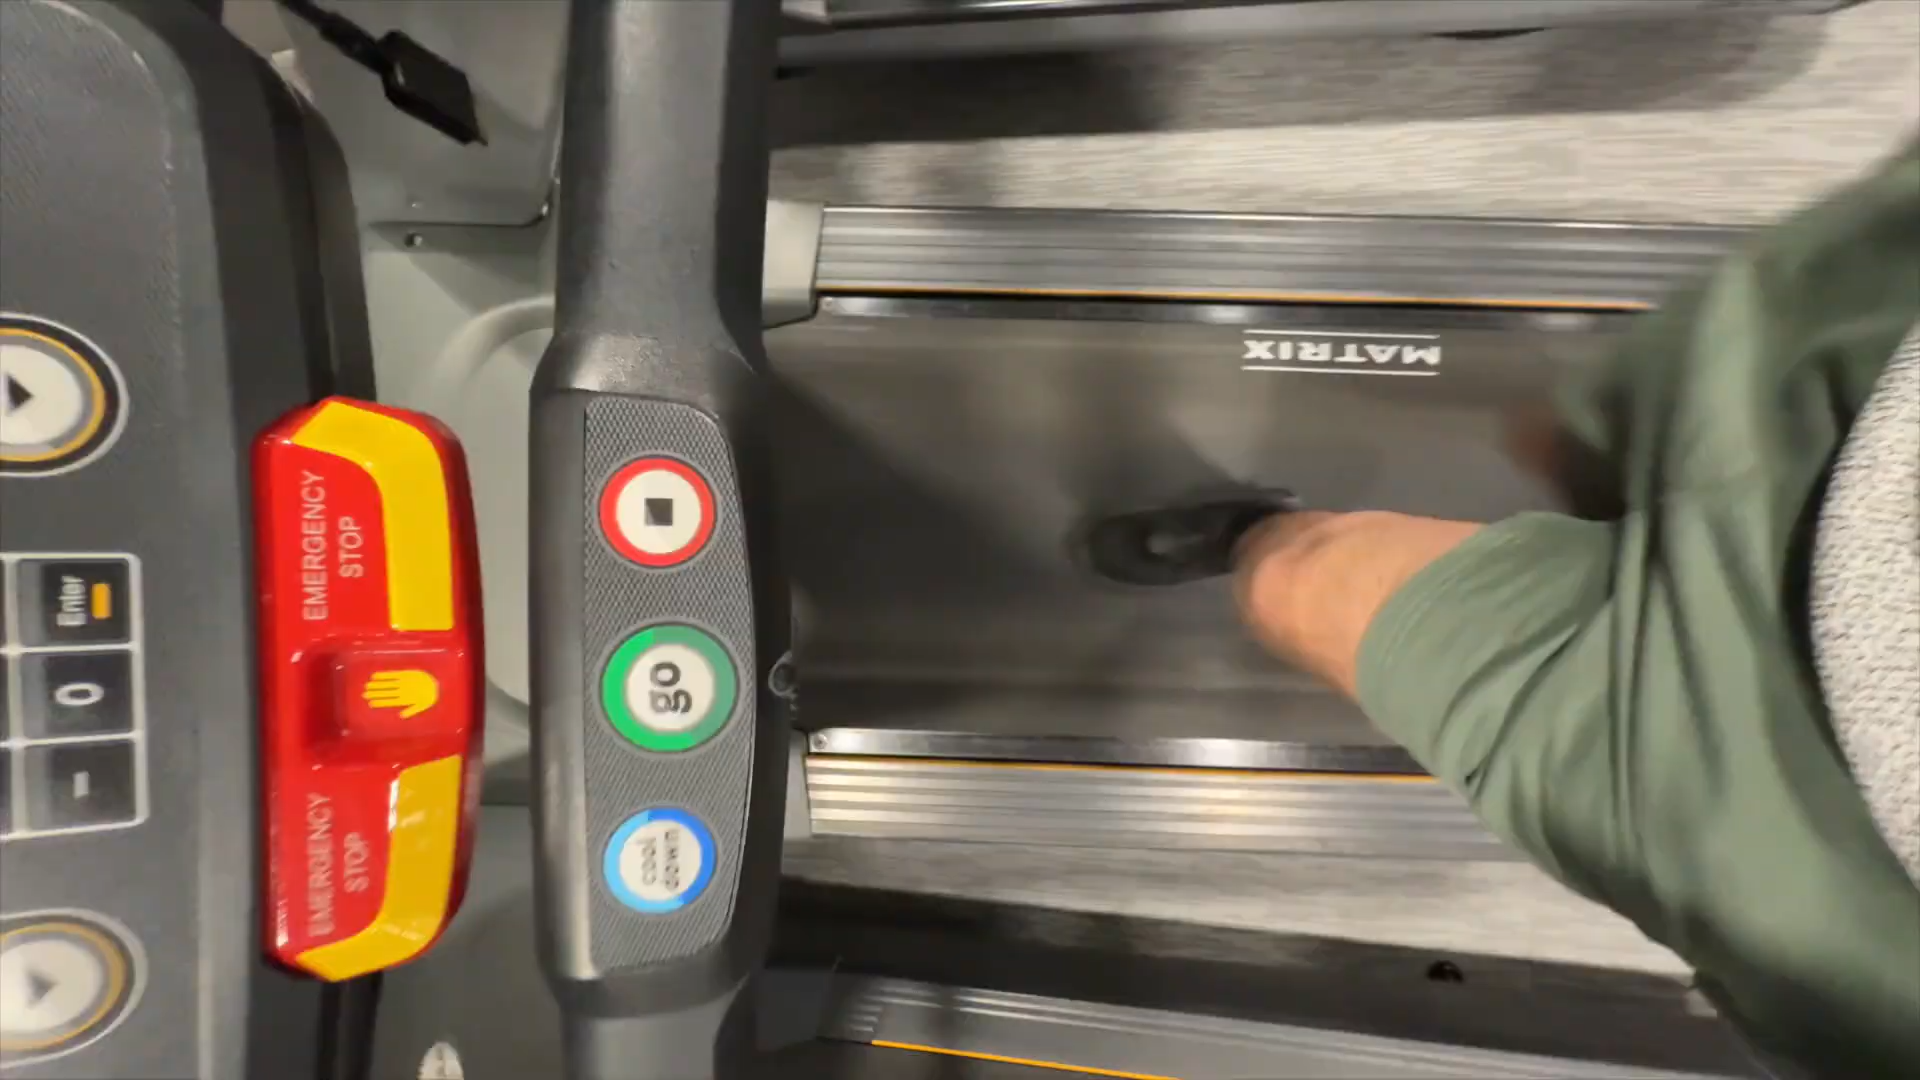 Enter
0
-
EMERGENCY
STOP
EMERGENCY
STOP
go
cool
down
MATRIX